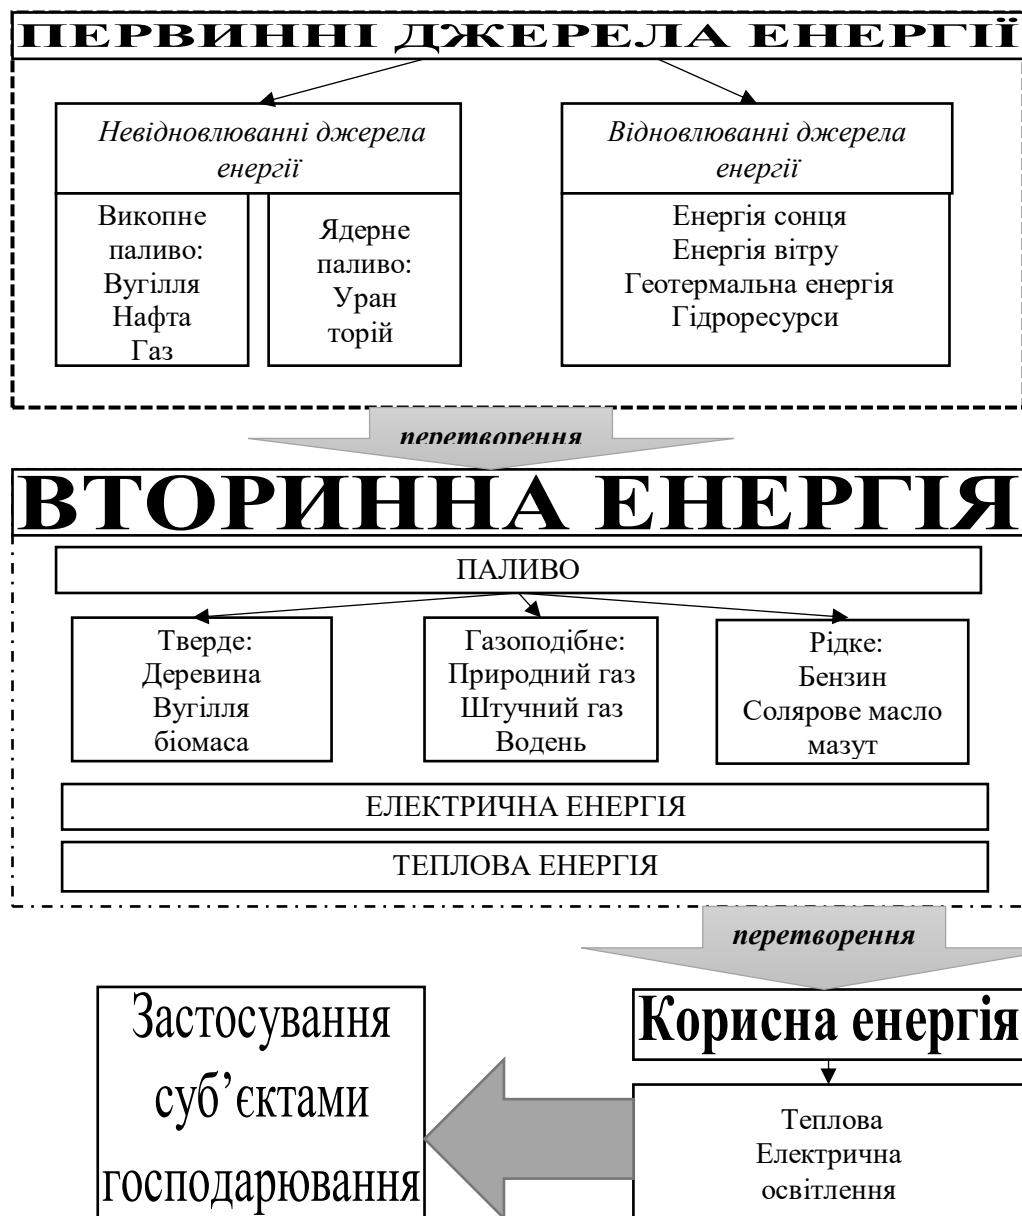 ПЕРВИННІ ДЖЕРЕЛА ЕНЕРГІЇ
Невідновлюванні джерела
енергії
Викопне
паливо:
Вугілля
Нафта
Газ
Ядерне
паливо:
Уран
торій
Відновлюванні джерела
енергії
Енергія сонця
Енергія вітру
Геотермальна енергія
Гідроресурси
перетворення
ВТОРИННА ЕНЕРГІЯ
ПАЛИВО
Тверде:
Деревина
Вугілля
біомаса
Газоподібне:
Природний газ
Штучний газ
Водень
Рідке:
Бензин
Солярове масло
мазут
ЕЛЕКТРИЧНА ЕНЕРГІЯ
ТЕПЛОВА ЕНЕРГІЯ
перетворення
Корисна енергія
Теплова
Електрична
освітлення
Застосування
суб’єктами
господарювання